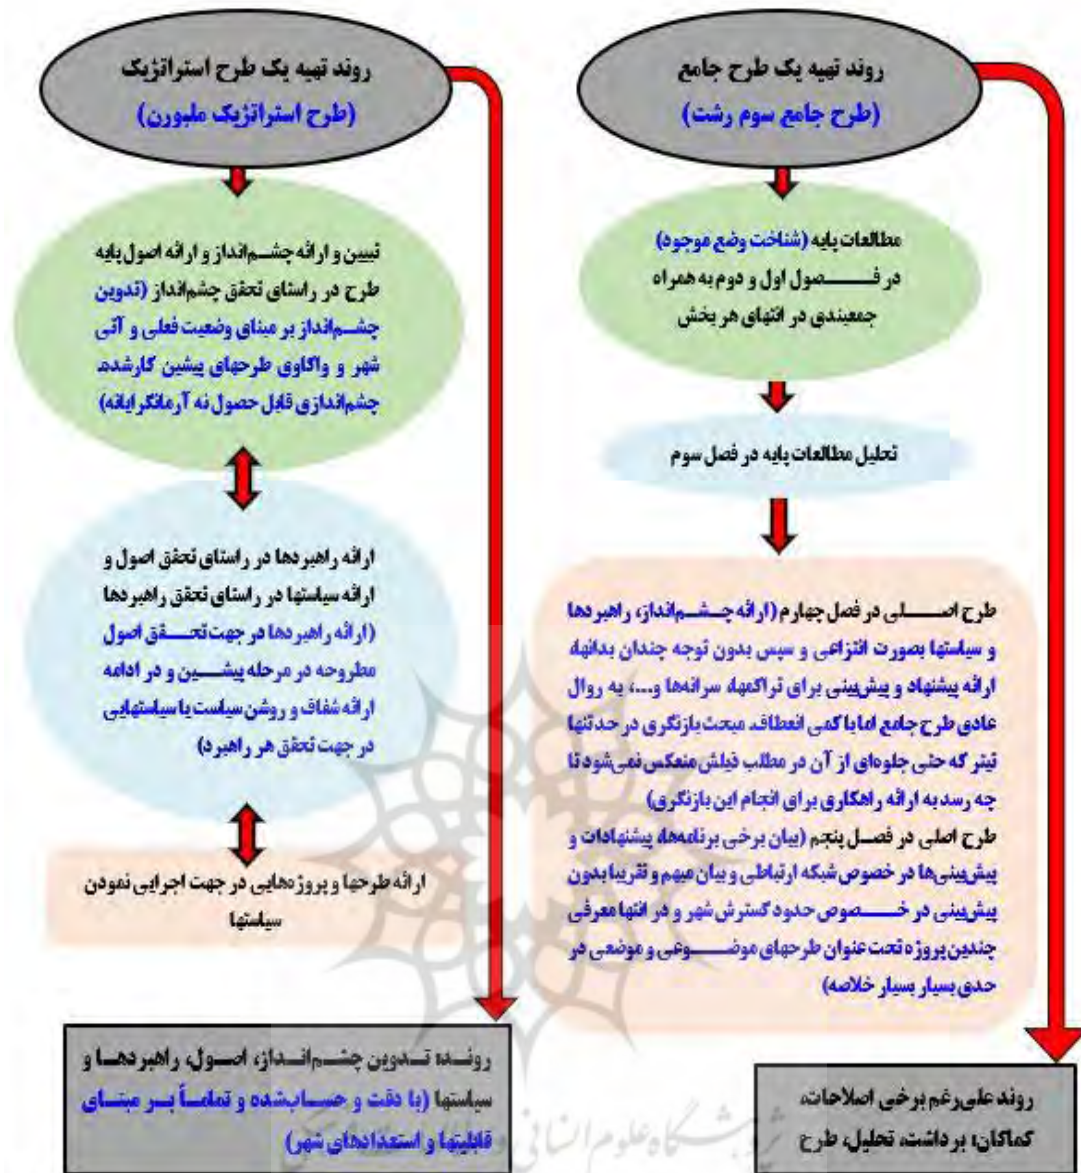 روند تهیه یک طرح جامع
(طرح جامع سوم رشت)
مطالعات پایه (شناخت وضع موجود)
در فصول اول و دوم به همراه
جمعبندی در انتهای هر بخش
تحلیل مطالعات پایه در فصل سوم
طرح اصلی در فصل چهارم (ارائه چشم‌انداز، راهبردها
و سیاستها بصورت انتزاعی و سپس بدون توجه چندان بدانها،
ارائه پیشنهاد و پیش‌بینی برای تراکمها، سرانه‌ها و...، به روال
عادی طرح جامع اما با کمی انعطاف. مبحث بازنگری در حد تنها
تیتر که حتی جلوه‌ای از آن در مطلب ذیلش منعکس نمی‌شود تا
چه رسد به ارائه راهکاری برای انجام این بازنگری)
طرح اصلی در فصل پنجم (بیان برخی برنامه‌ها، پیشنهادات و
پیش‌بینی‌ها در خصوص شبکه ارتباطی و بیان مبهم و تقریبا بدون
پیش‌بینی در خصوص حدود گسترش شهر و در انتها معرفی
چندین پروژه تحت عنوان طرحهای موضوعی و موضعی در
حدی بسیار بسیار خلاصه)
روند علی‌رغم برخی اصلاحات،
کماکان: برداشت، تحلیل، طرح
روند تهیه یک طرح استراتژیک
(طرح استراتژیک ملبورن)
تبیین و ارائه چشم‌انداز و ارائه اصول پایه
طرح در راستای تحقق چشم‌انداز (تدوین
چشم‌انداز بر مبنای وضعیت فعلی و آتی
شهر و واکاوی طرحهای پیشین کارشده.
چشم‌اندازی قابل حصول نه آرمانگرایانه)
ارائه راهبردها در راستای تحقق اصول و
ارائه سیاستها در راستای تحقق راهبردها
(ارائه راهبردها در جهت تحقق اصول
مطروحه در مرحله پیشین و در ادامه
ارائه شفاف و روشن سیاست یا سیاستهایی
در جهت تحقق هر راهبرد)
ارائه طرحها و پروژه‌هایی در جهت اجرایی نمودن
سیاستها
روند: تدوین چشم‌انداز، اصول، راهبردها و
سیاستها (با دقت و حساب‌شده و تماماً بر مبنای
قابلیتها و استعدادهای شهر)
پژوهشگاه علوم انسانی و